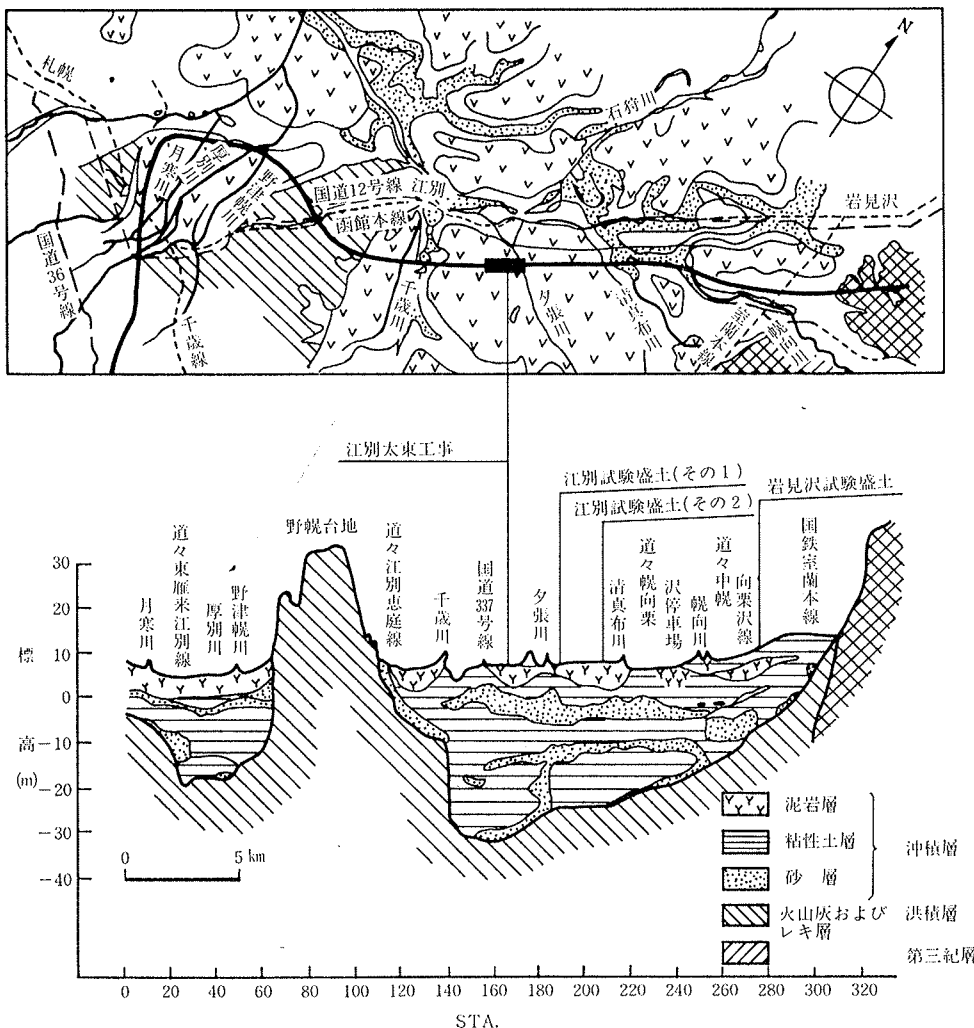 N
札幌
月寒川
厚別川
野津幌川
国道12号線
江別
函館本線
石狩川
岩見沢
国道36号線
千歳線
千歳川
夕張川
清真布川
室蘭本線
幌向川
江別太東工事
江別試験盛土(その1)
江別試験盛土(その2)
岩見沢試験盛土
野幌台地
月寒川
道々東雁来江別線
厚別川
野津幌川
道々江別恵庭線
千歳川
国道337号線
夕張川
清真布川
道々幌向栗
沢停車場
幌向川
道々中幌
向栗沢線
国鉄室蘭本線
標
高
(m)
30
20
10
0
-10
-20
-30
-40
0
5 km
泥岩層
粘性土層
砂 層
沖積層
火山灰および
レキ層
洪積層
第三紀層
0 20 40 60 80 100 120 140 160 180 200 220 240 260 280 300 320
STA.